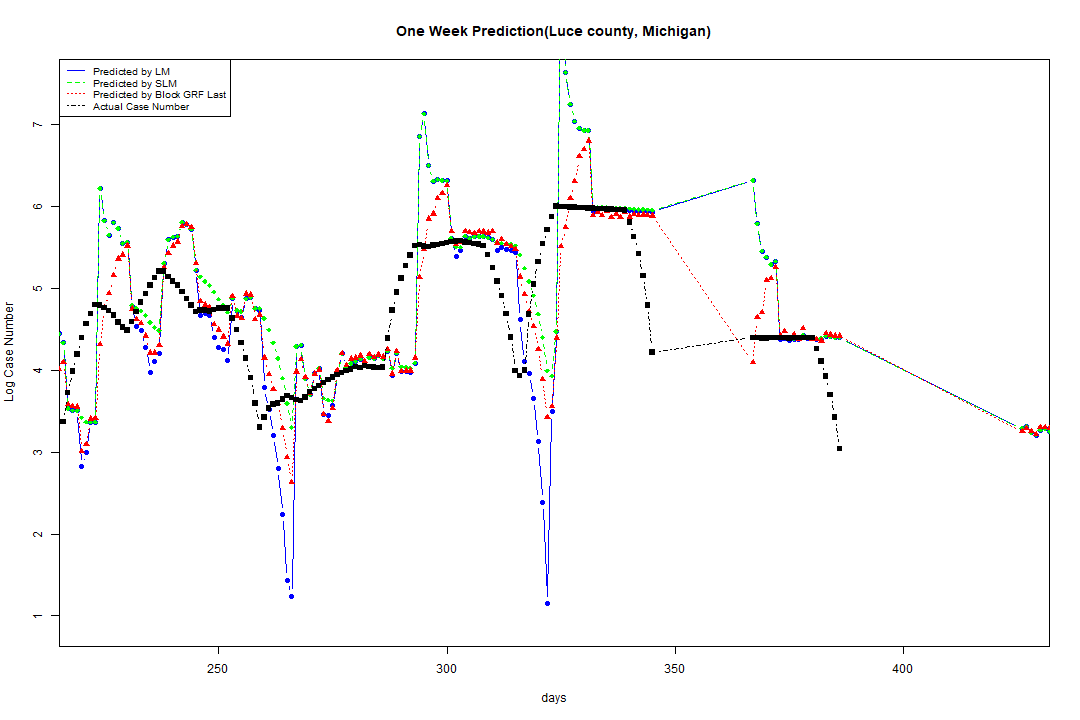 One Week Prediction(Luce county, Michigan)
Predicted by LM
Predicted by SLM
Predicted by Block GRF Last
Actual Case Number
Log Case Number
7
6
5
4
3
2
1
250
300
350
400
days